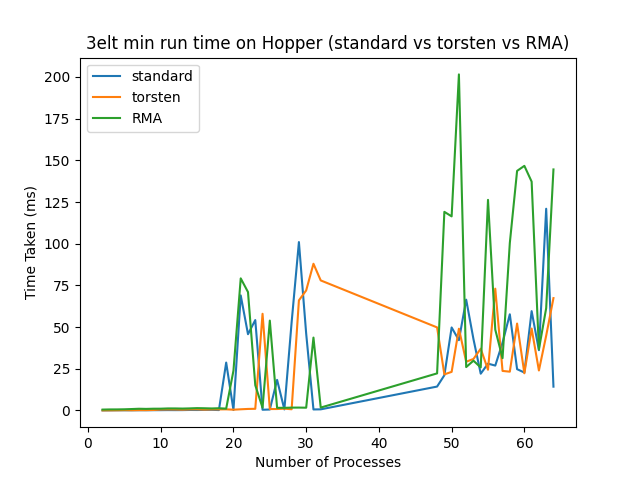 3elt min run time on Hopper (standard vs torsten vs RMA)
standard
torsten
RMA
Time Taken (ms)
200
175
150
125
100
75
50
25
0
0 10 20 30 40 50 60
Number of Processes